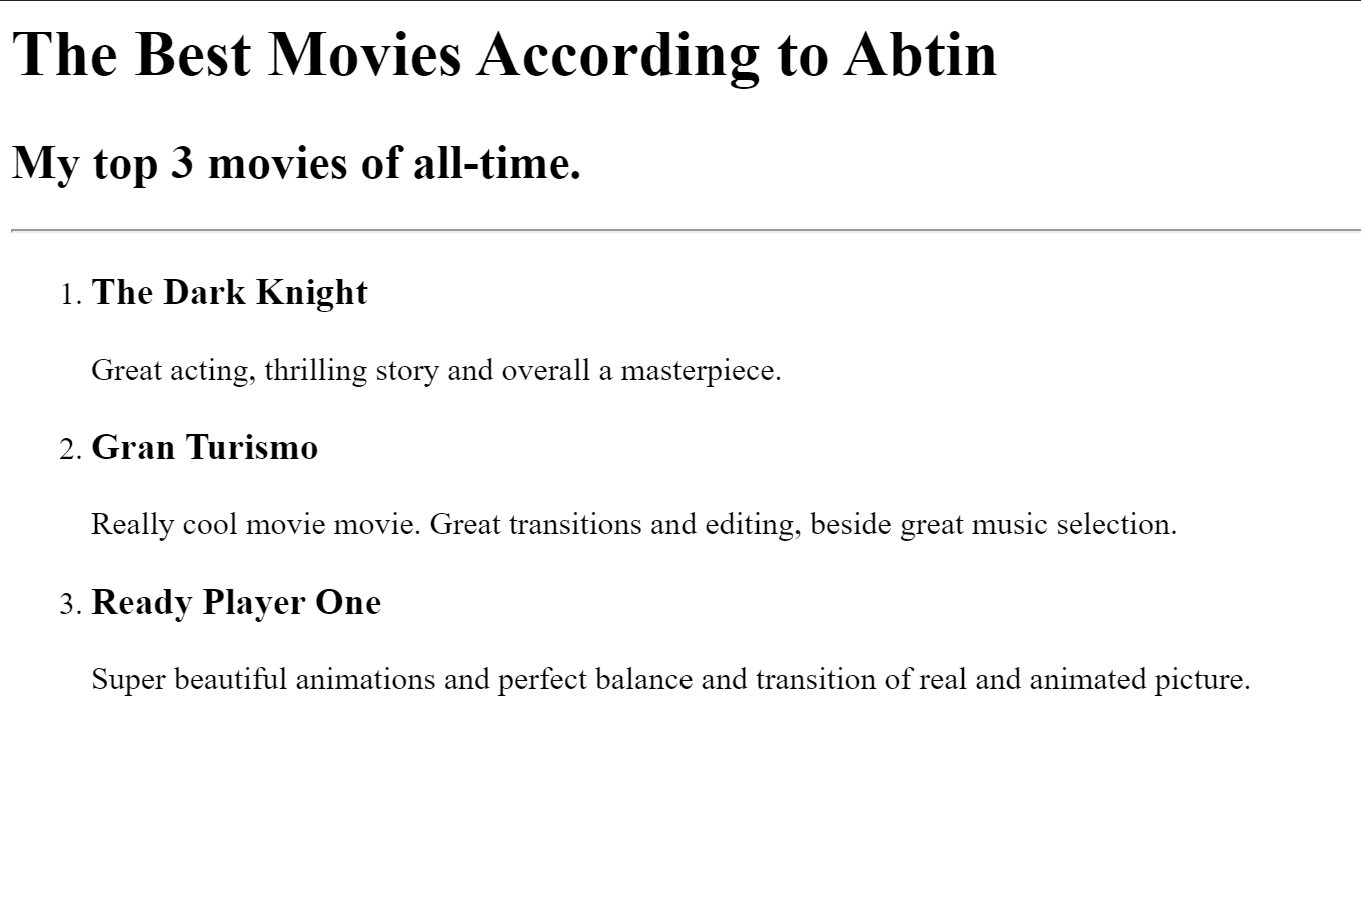 The Best Movies According to Abtin
My top 3 movies of all-time.
1. The Dark Knight
Great acting, thrilling story and overall a masterpiece.
2. Gran Turismo
Really cool movie movie. Great transitions and editing, beside great music selection.
3. Ready Player One
Super beautiful animations and perfect balance and transition of real and animated picture.